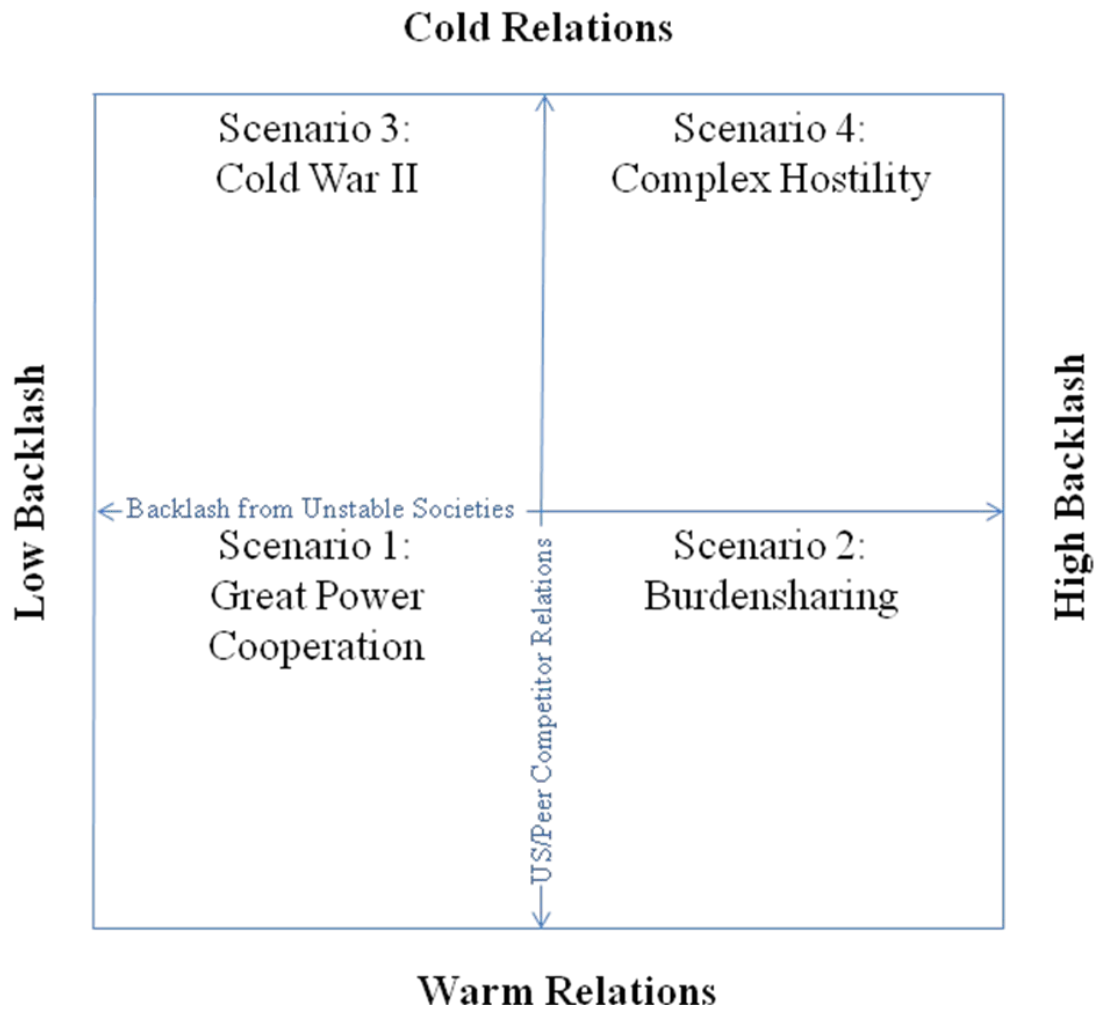 Cold Relations
Scenario 3:
Cold War II
Scenario 4:
Complex Hostility
Low Backlash
Backlash from Unstable Societies
High Backlash
Scenario 1:
Great Power
Cooperation
US/Peer Competitor Relations
Scenario 2:
Burdensharing
Warm Relations